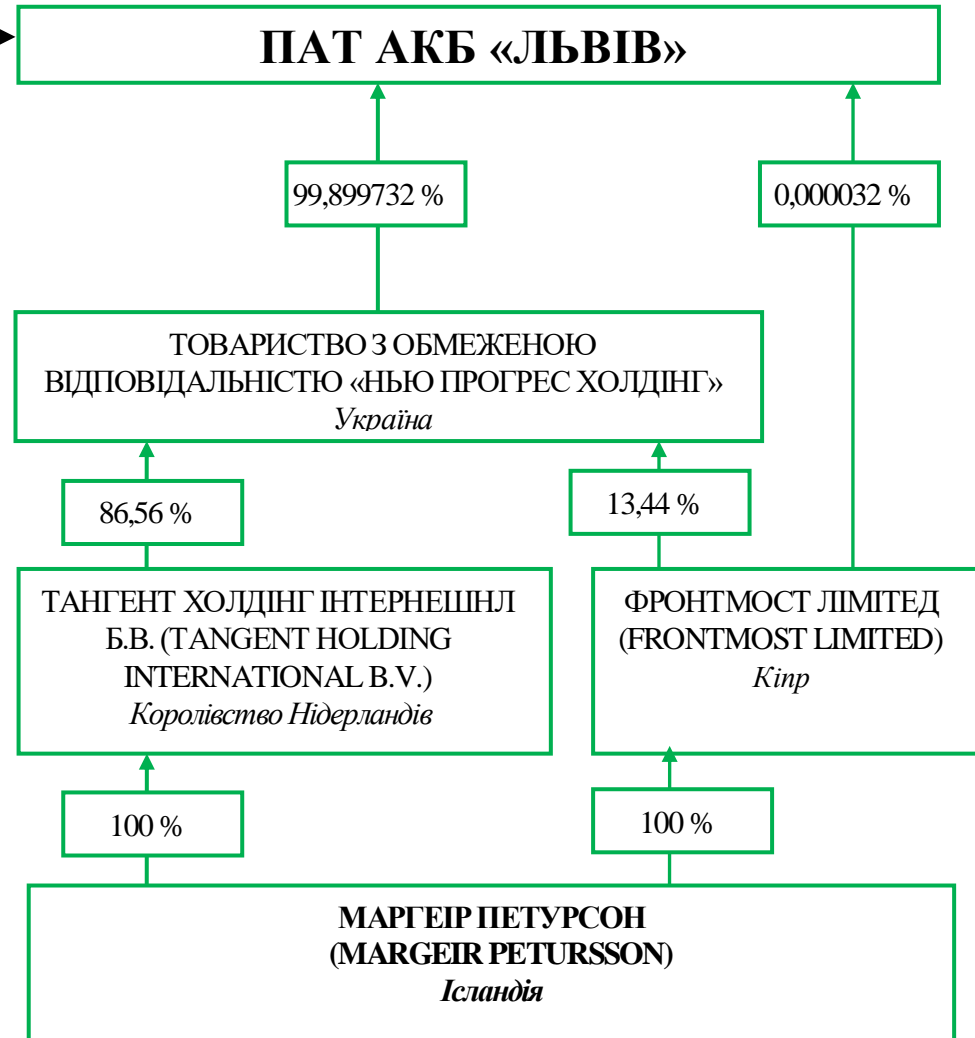 ПАТ АКБ «ЛЬВІВ»
99,899732 %
0,000032 %
ТОВАРИСТВО З ОБМЕЖЕНОЮ
ВІДПОВІДАЛЬНІСТЮ «НЬЮ ПРОГРЕС ХОЛДІНГ»
Україна
86,56 %
13,44 %
ТАНГЕНТ ХОЛДІНГ ІНТЕРНЕШНЛ
Б.В. (TANGENT HOLDING
INTERNATIONAL B.V.)
Королівство Нідерландів
ФРОНТМОСТ ЛІМІТЕД
(FRONTMOST LIMITED)
Кіпр
100 %
100 %
МАРГЕІР ПЕТУРСОН
(MARGEIR PETURSSON)
Ісландія